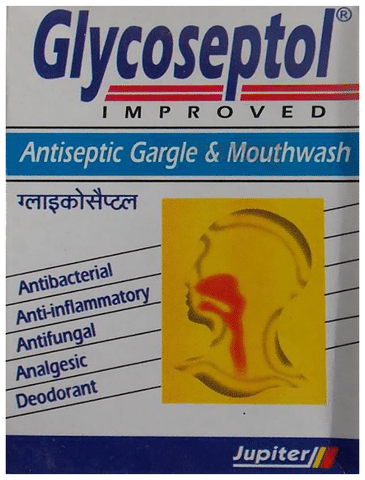 Glycoseptol®
IMPROVED
Antiseptic Gargle & Mouthwash
ग्लाइकोसैप्टल
Antibacterial
Anti-inflammatory
Antifungal
Analgesic
Deodorant
Jupiter